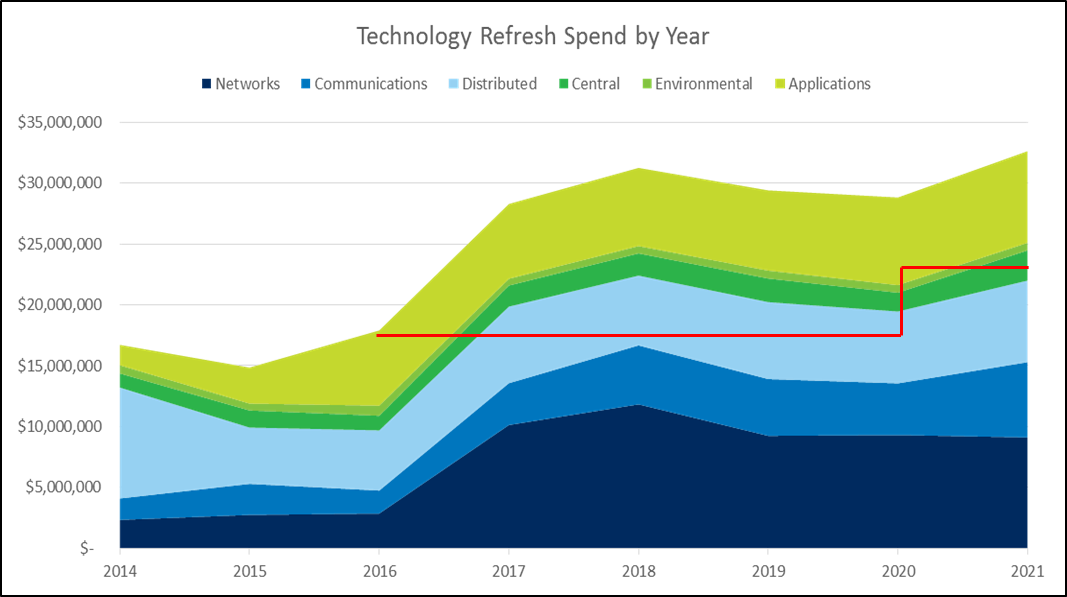 Technology Refresh Spend by Year
Networks Communications Distributed Central Environmental Applications
$35,000,000
$30,000,000
$25,000,000
$20,000,000
$15,000,000
$10,000,000
$5,000,000
$-
2014 2015 2016 2017 2018 2019 2020 2021